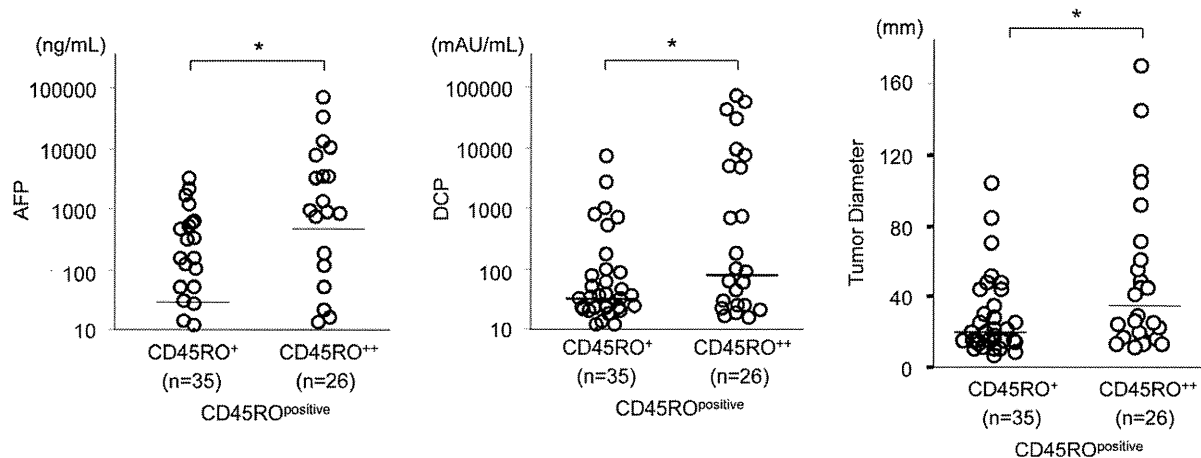 (ng/mL)
*
100000
10000
1000
100
10
AFP
CD45RO⁺
CD45RO⁺⁺
(n=35)
(n=26)
CD45ROpositive
(mAU/mL)
*
100000
10000
1000
100
10
DCP
CD45RO⁺
CD45RO⁺⁺
(n=35)
(n=26)
CD45ROpositive
(mm)
*
160
120
80
40
0
Tumor Diameter
CD45RO⁺
CD45RO⁺⁺
(n=35)
(n=26)
CD45ROpositive